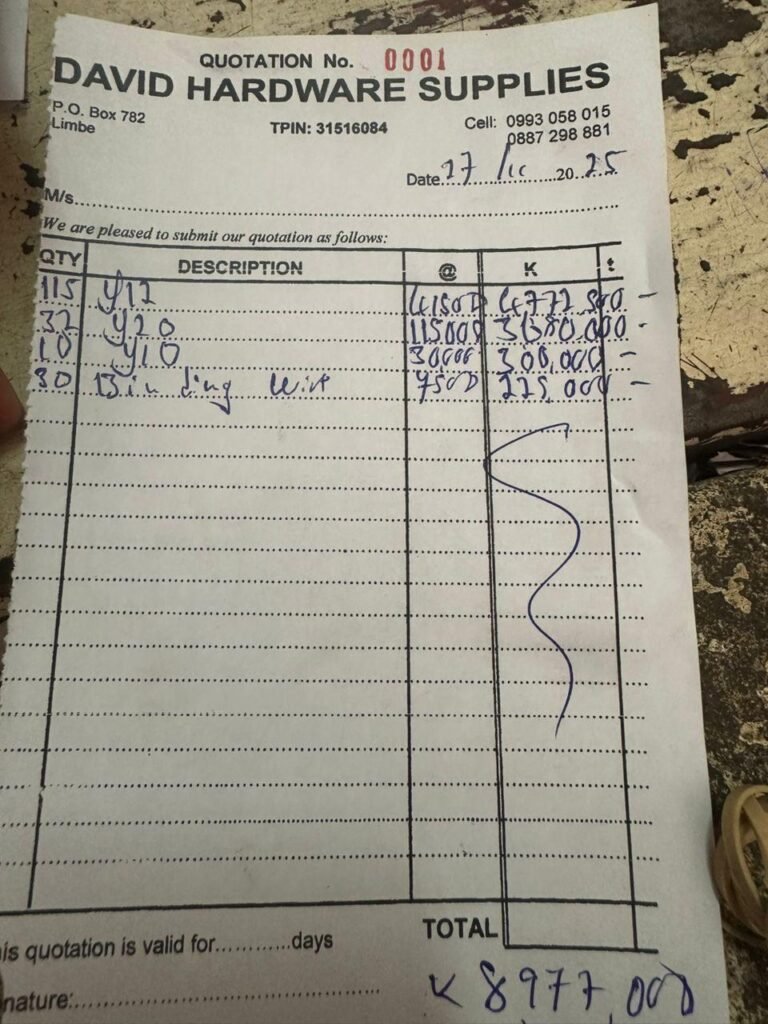 QUOTATION No. 0001
DAVID HARDWARE SUPPLIES
P.O. Box 782
Limbe
TPIN: 31516084
Cell: 0993 058 015
0887 298 881
Date 27/11 20 25
M/s
We are pleased to submit our quotation as follows:
QTY DESCRIPTION @ K t
115 Y12 41500 4772.500 -
32 Y20 115000 3680.000 -
10 Y10 30000 300,000 -
30 Binding wire 7500 225,000 -
TOTAL
is quotation is valid for............days
nature:
K 8977,000